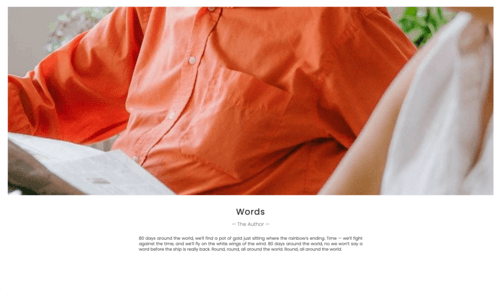 Words
— The Author —
80 days around the world, we'll find a pot of gold just sitting where the rainbow's ending. Time — we'll fight
against the time, and we'll fly on the white wings of the wind. 80 days around the world, no we won't say a
word before the ship is really back. Round, round, all around the world. Round, all around the world.